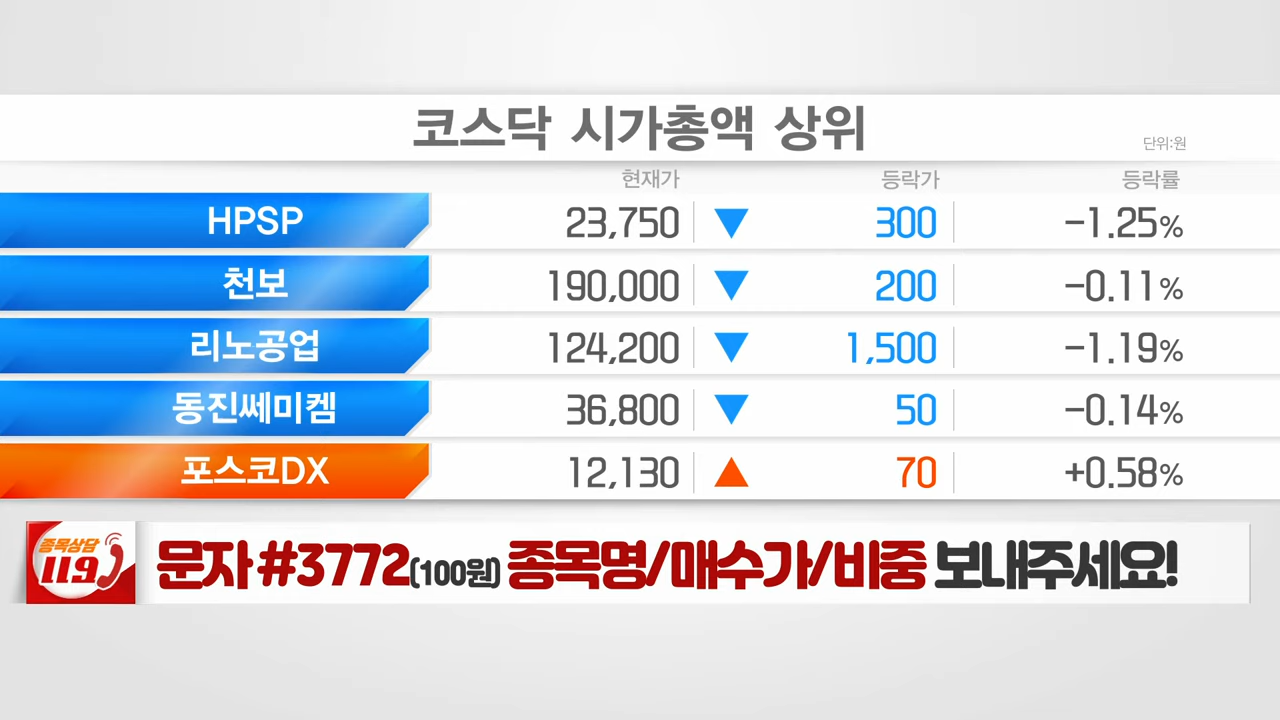 코스닥 시가총액 상위
단위:원
현재가 등락가 등락률
HPSP 23,750 ▼ 300 -1.25%
천보 190,000 ▼ 200 -0.11%
리노공업 124,200 ▼ 1,500 -1.19%
동진쎄미켐 36,800 ▼ 50 -0.14%
포스코DX 12,130 ▲ 70 +0.58%
종목상담
119
문자 #3772(100원) 종목명/매수가/비중 보내주세요!